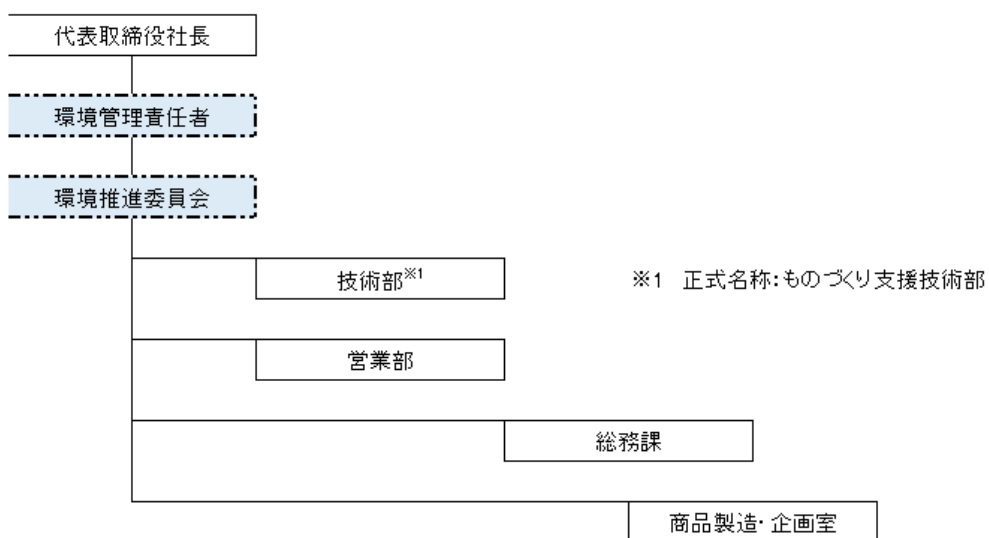 代表取締役社長
環境管理責任者
環境推進委員会
技術部※1
※1 正式名称:ものづくり支援技術部
営業部
総務課
商品製造・企画室